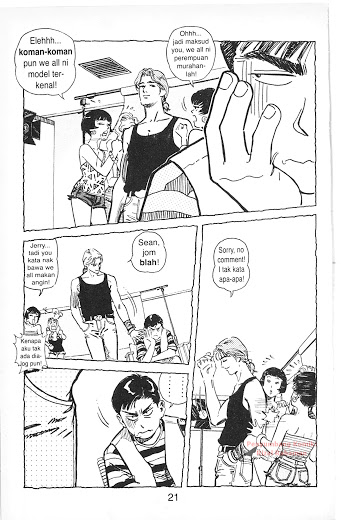 Elehhh...
koman-koman
pun we all ni
model ter-
kenal!
Ohhh...
jadi maksud
you, we all ni
perempuan
murahan-
lah!
Jerry...
tadi you
kata nak
bawa we
all makan
angin!
Sean,
jom
blah!
Kenapa
aku tak
ada dia-
log pun!
Sorry, no
comment!
I tak kata
apa-apa!
21